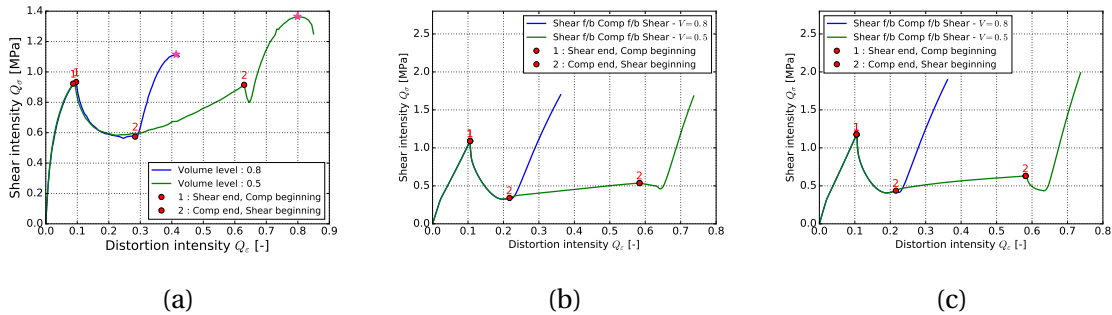 1.4
1.2
1.0
0.8
0.6
0.4
0.2
0.0
Shear intensity Qσ [MPa]
1 1
2
2
Volume level : 0.8
Volume level : 0.5
1 : Shear end, Comp beginning
2 : Comp end, Shear beginning
0.0 0.1 0.2 0.3 0.4 0.5 0.6 0.7 0.8 0.9
Distortion intensity Qε [-]
(a)
2.5
2.0
1.5
1.0
0.5
0.0
Shear intensity Qσ [MPa]
Shear f/b Comp f/b Shear - V = 0.8
Shear f/b Comp f/b Shear - V = 0.5
1 : Shear end, Comp beginning
2 : Comp end, Shear beginning
1
2
2
0.0 0.1 0.2 0.3 0.4 0.5 0.6 0.7 0.8
Distortion intensity Qε [-]
(b)
2.5
2.0
1.5
1.0
0.5
0.0
Shear intensity Qσ [MPa]
Shear f/b Comp f/b Shear - V = 0.8
Shear f/b Comp f/b Shear - V = 0.5
1 : Shear end, Comp beginning
2 : Comp end, Shear beginning
1
2
2
0.0 0.1 0.2 0.3 0.4 0.5 0.6 0.7 0.8
Distortion intensity Qε [-]
(c)